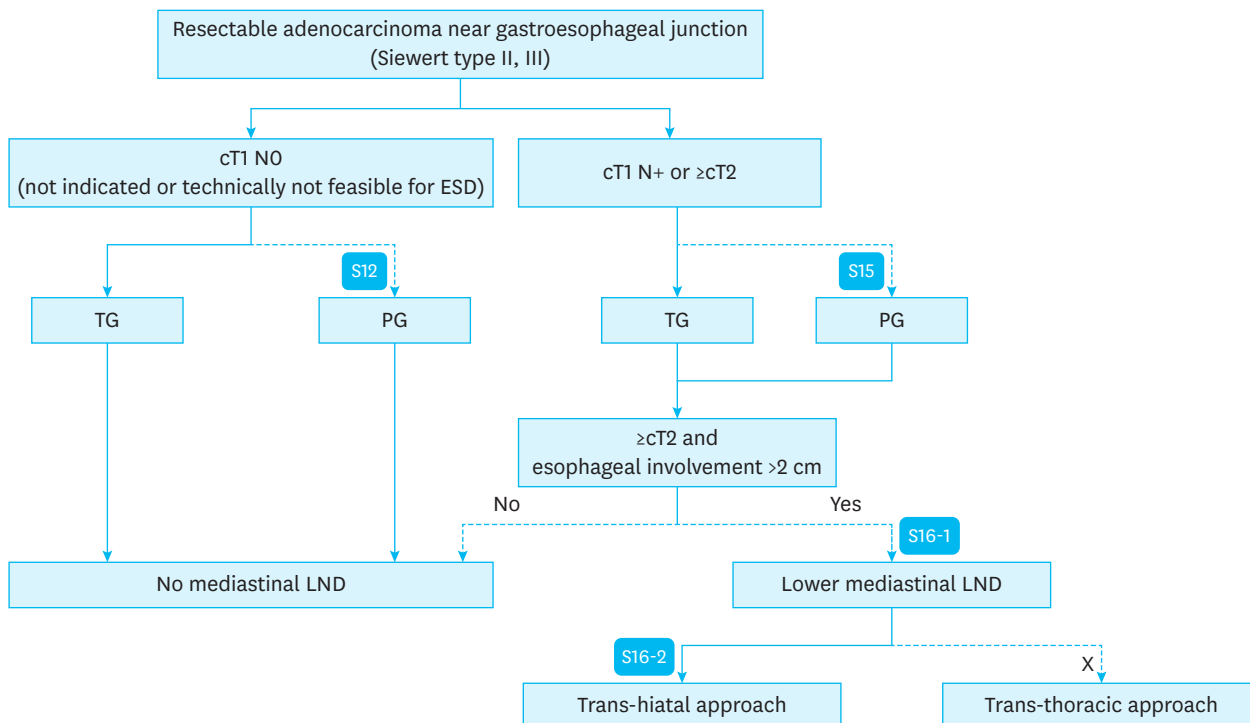 Resectable adenocarcinoma near gastroesophageal junction
(Siewert type II, III)
cT1 N0
(not indicated or technically not feasible for ESD)
cT1 N+ or ≥cT2
S12
S15
TG
PG
TG
PG
≥cT2 and
esophageal involvement >2 cm
No
Yes
S16-1
No mediastinal LND
Lower mediastinal LND
S16-2
X
Trans-hiatal approach
Trans-thoracic approach